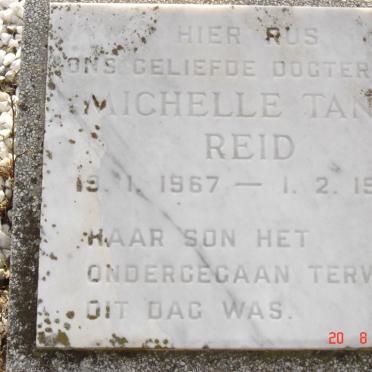 HIER RUS
ONS GELIEFDE DOGTER
MICHELLE
REID
19. 1. 1967 — 1. 2.
HAAR SON HET
ONDERGEGAAN
DIT DAG WAS.
20 8